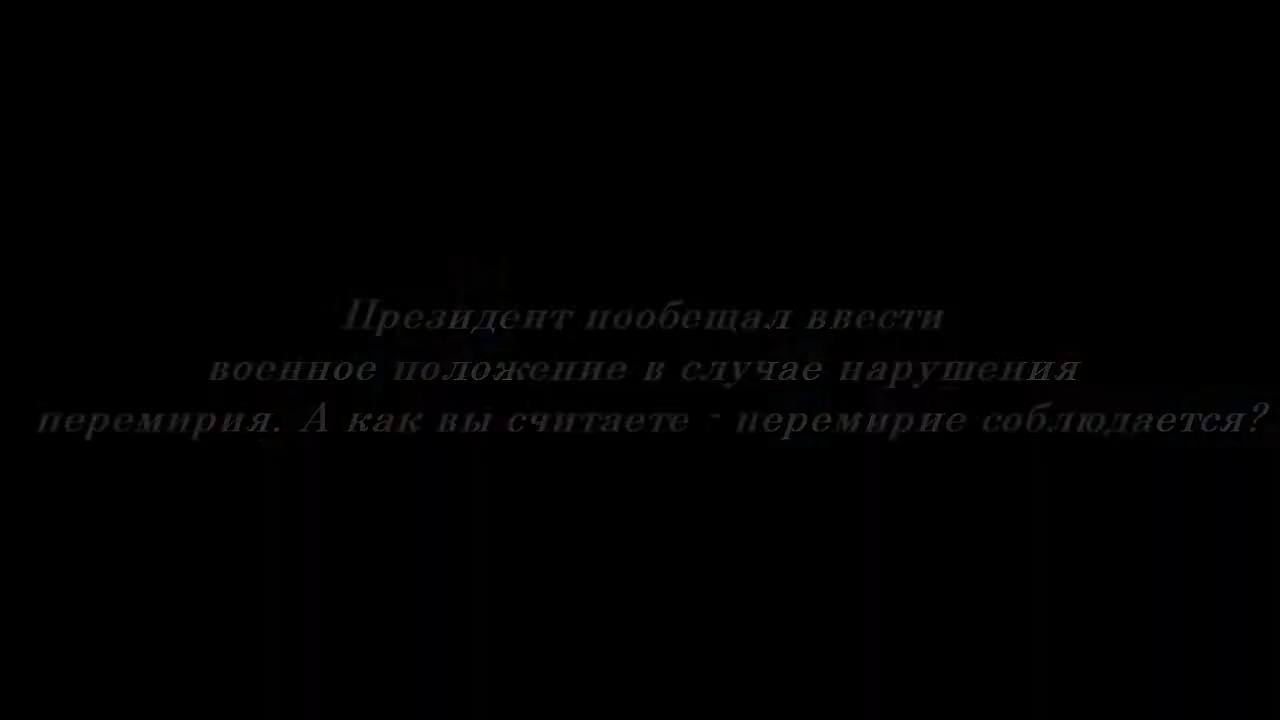 Президент пообещал ввести
военное положение в случае нарушения
перемирия. А как вы считаете - перемирие соблюдается?